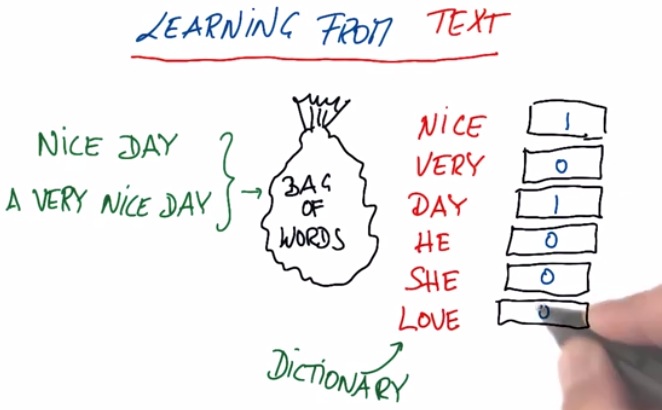 LEARNING FROM TEXT
NICE DAY
A VERY NICE DAY
BAG
OF
WORDS
NICE 1
VERY 0
DAY 1
HE 0
SHE 0
LOVE 0
DICTIONARY